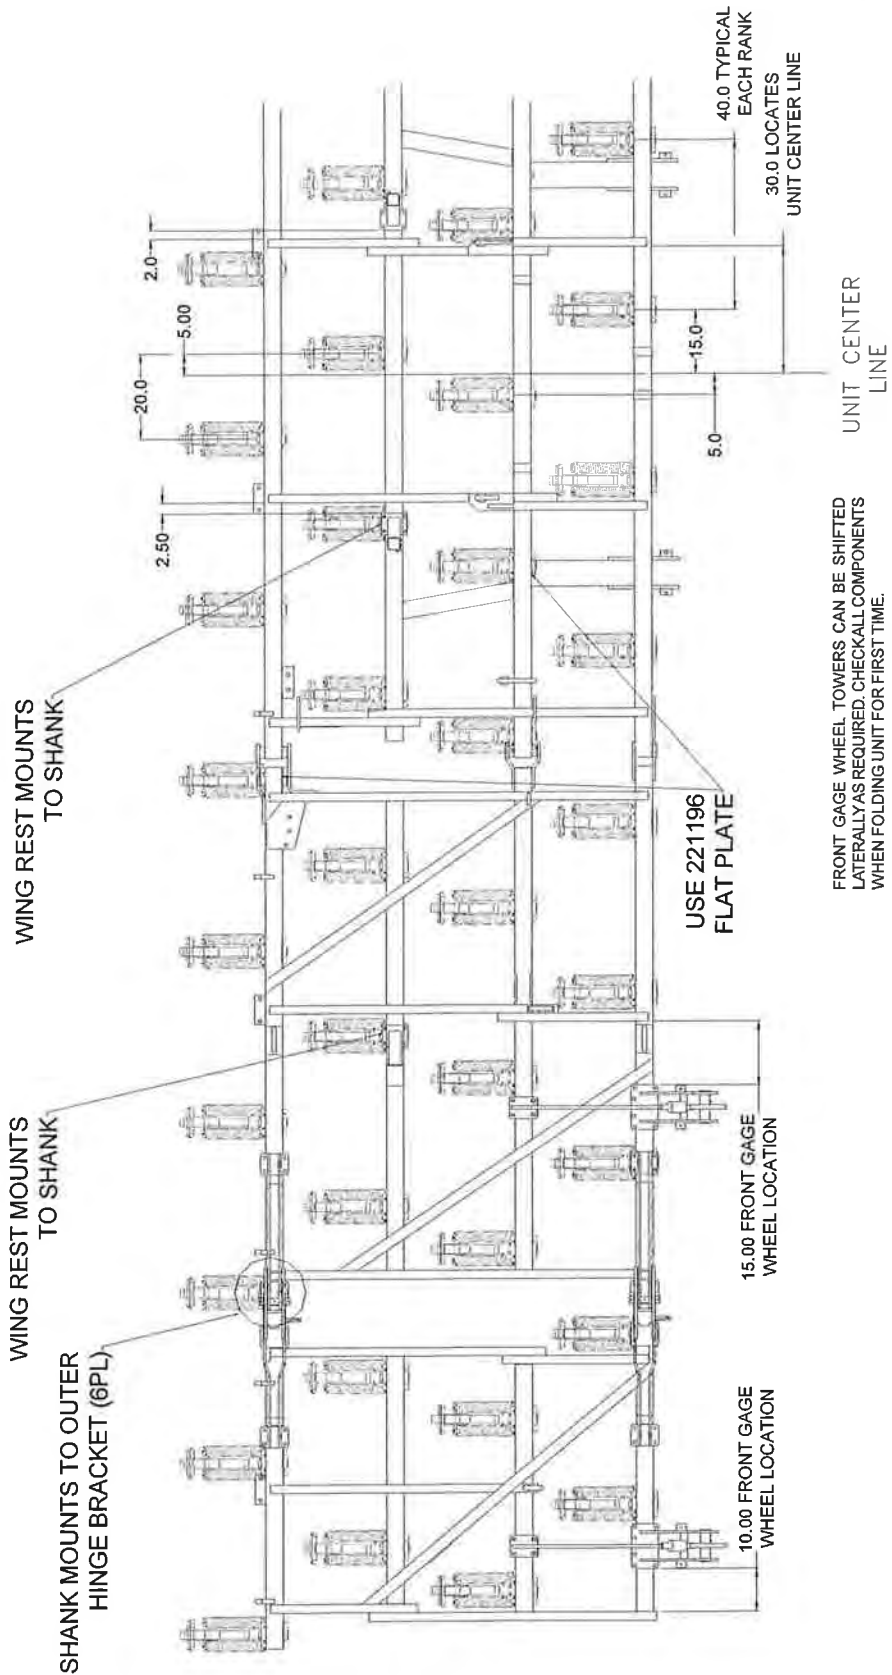 SHANK MOUNTS TO OUTER
HINGE BRACKET (6PL)
WING REST MOUNTS
TO SHANK
WING REST MOUNTS
TO SHANK
2.50
20.0
5.00
2.0
10.00 FRONT GAGE
WHEEL LOCATION
15.00 FRONT GAGE
WHEEL LOCATION
USE 221196
FLAT PLATE
5.0
15.0
40.0 TYPICAL
EACH RANK
30.0 LOCATES
UNIT CENTER LINE
UNIT CENTER
LINE
FRONT GAGE WHEEL TOWERS CAN BE SHIFTED
LATERALLY AS REQUIRED. CHECK ALL COMPONENTS
WHEN FOLDING UNIT FOR FIRST TIME.